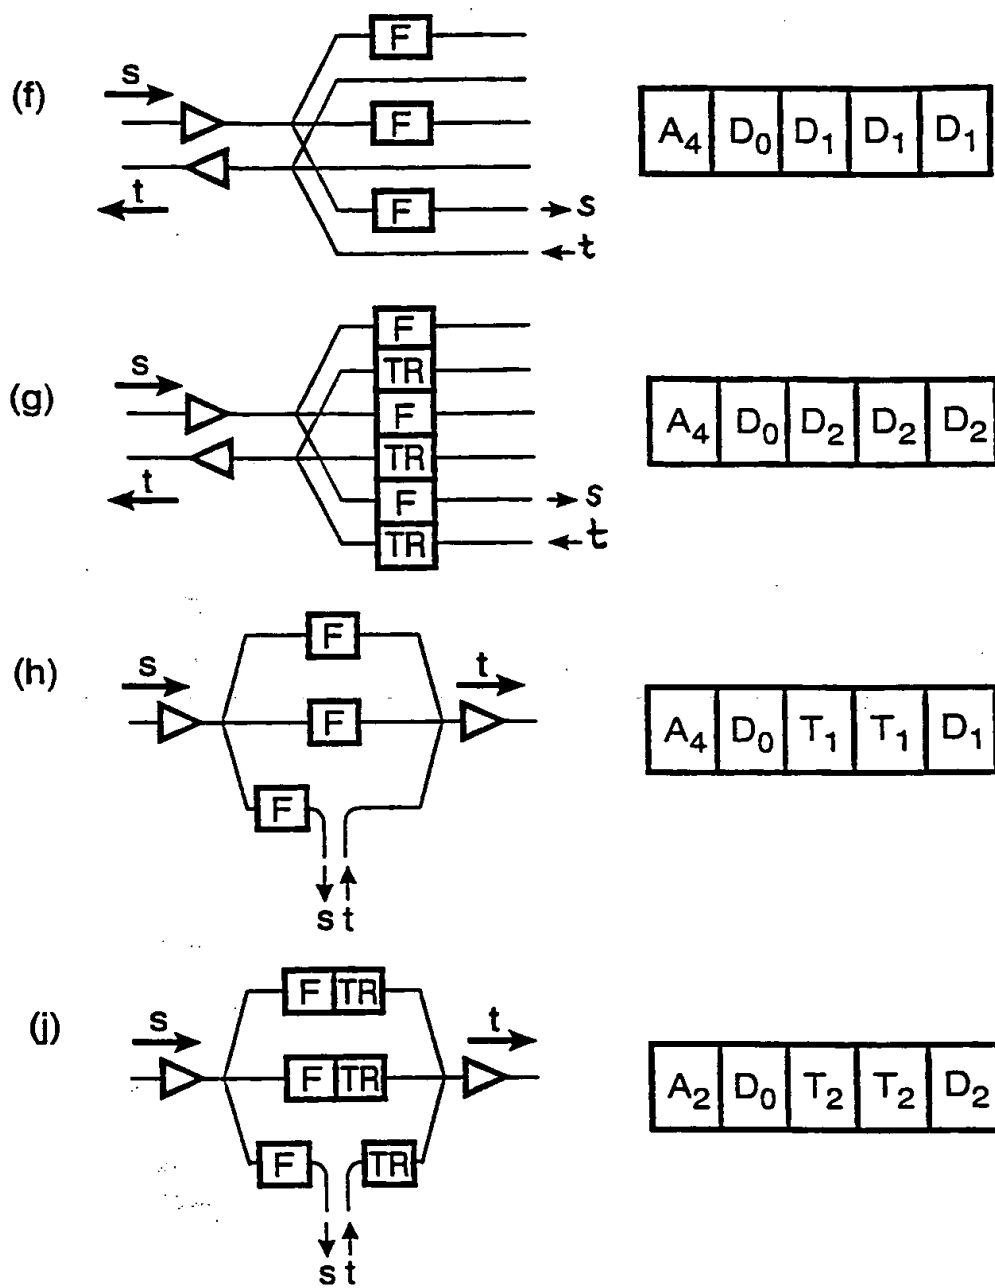 F
s
(f)
F
A4 D0 D1 D1 D1
t
F
s
t
F
s
TR
(g)
F
A4 D0 D2 D2 D2
TR
t
F
s
t
TR
F
(h)
s
t
F
A4 D0 T1 T1 D1
F
s t
F TR
(j)
s
t
F TR
A2 D0 T2 T2 D2
F
TR
s t